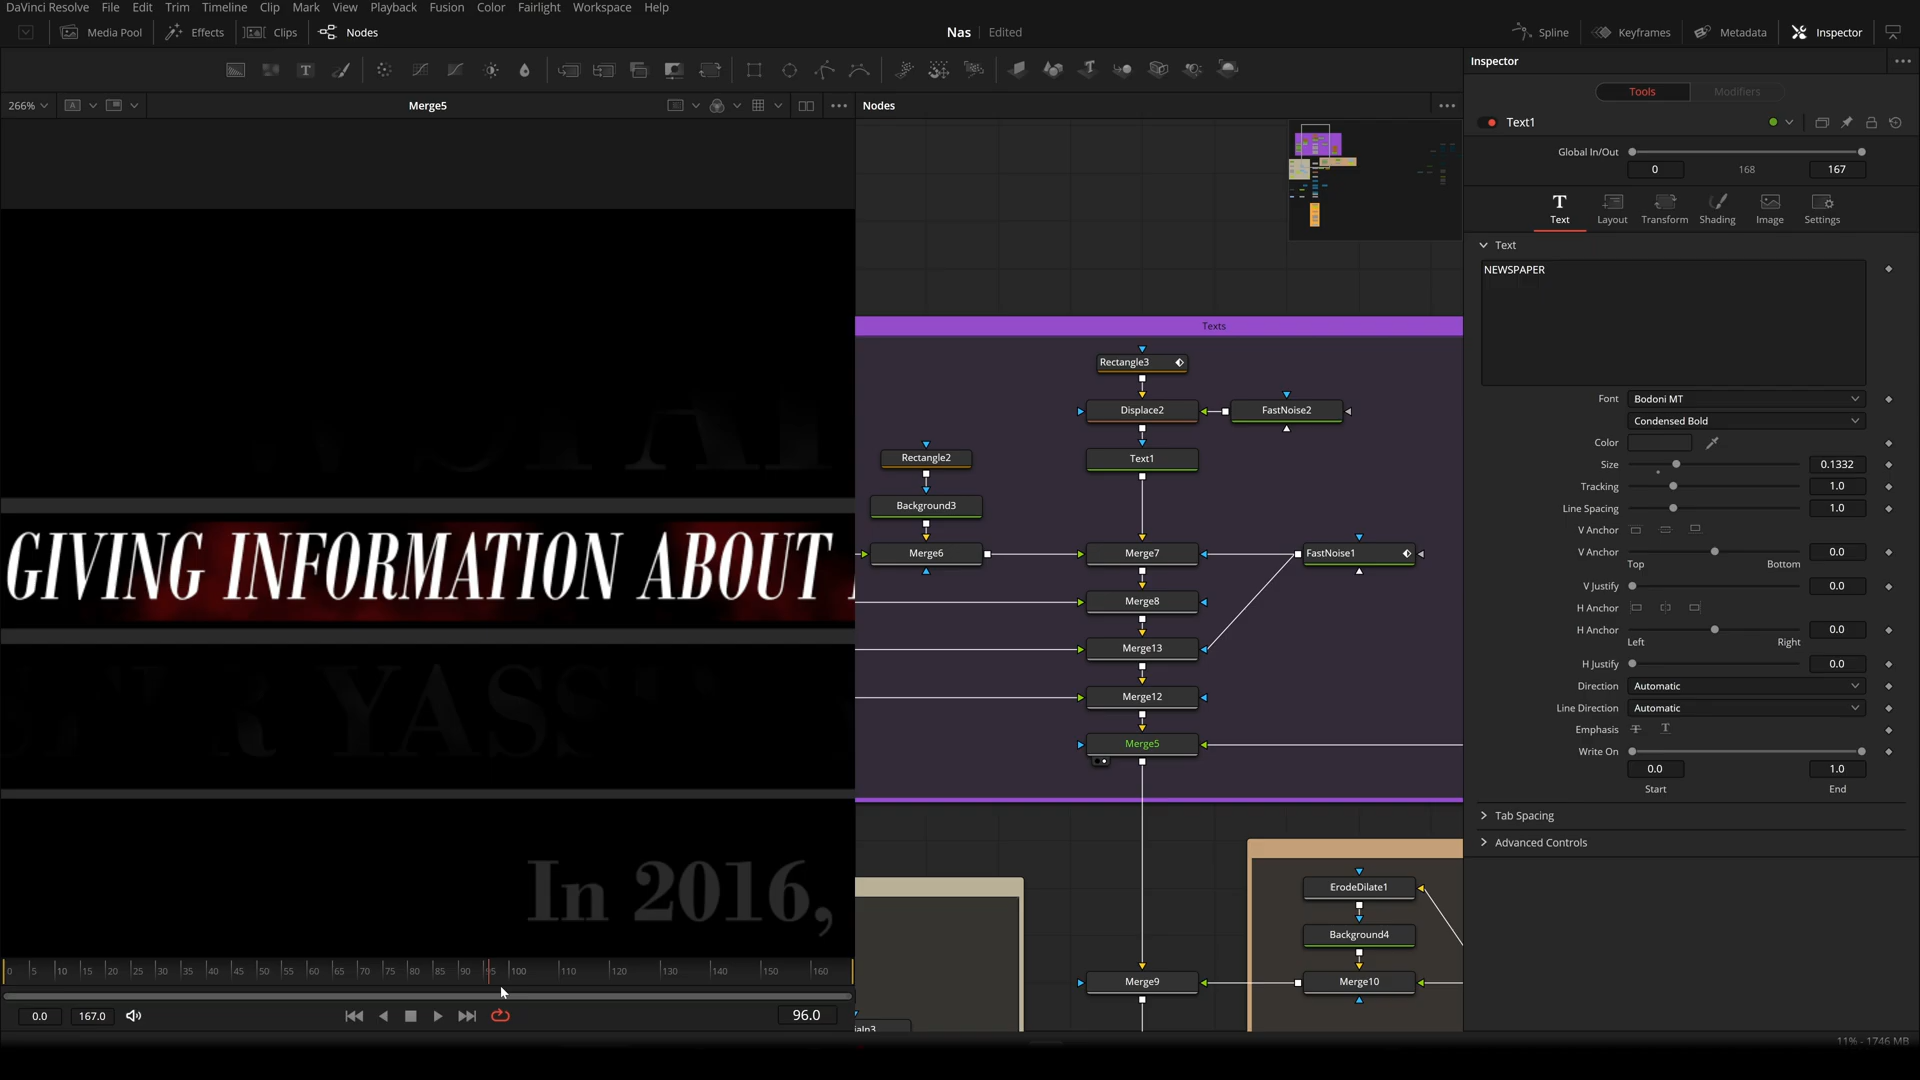 DaVinci Resolve File Edit Trim Timeline Clip Mark View Playback Fusion Color Fairlight Workspace Help
Media Pool Effects Clips Nodes Nas Edited Spline Keyframes Metadata Inspector
Inspector
266% Merge5 Nodes
Tools Modifiers
Text1
Global In/Out
0 168 167
Text Layout Transform Shading Image Settings
Text
NEWSPAPER
Font Bodoni MT
Condensed Bold
Color
Size 0.1332
Tracking 1.0
Line Spacing 1.0
V Anchor
V Anchor 0.0
Top Bottom
V Justify 0.0
H Anchor
H Anchor 0.0
Left Right
H Justify 0.0
Direction Automatic
Line Direction Automatic
Emphasis
Write On
0.0 1.0
Start End
Tab Spacing
Advanced Controls
Texts
Rectangle3
Displace2 FastNoise2
Rectangle2 Text1
Background3
Merge6 Merge7 FastNoise1
Merge8
Merge13
Merge12
Merge5
ErodeDilate1
Background4
Merge9 Merge10
GIVING INFORMATION ABOUT
YASS
In 2016,
0 5 10 15 20 25 30 35 40 45 50 55 60 65 70 75 80 85 90 95 100 110 120 130 140 150 160
0.0 167.0 96.0
11% - 1746 MB